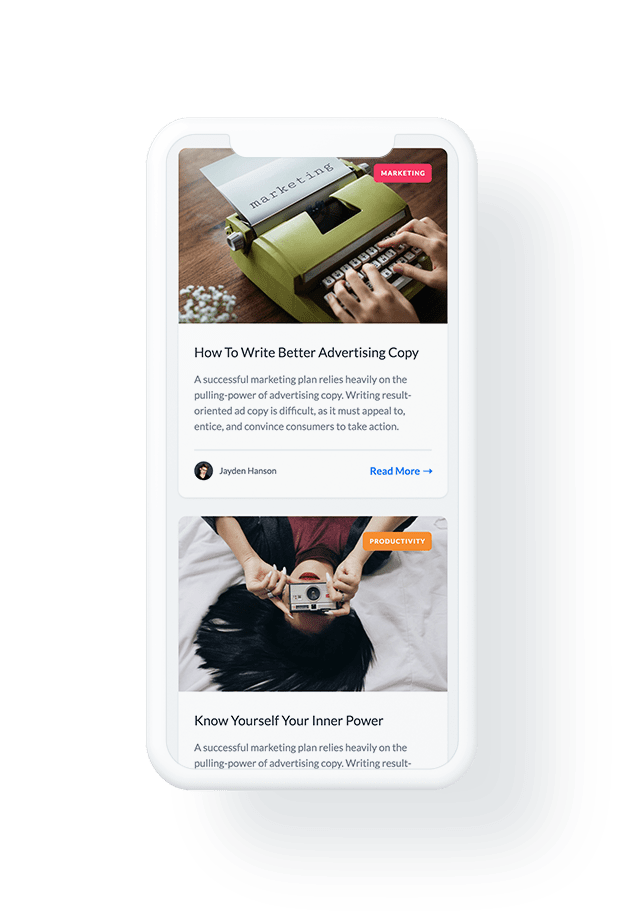 marketing
MARKETING
How To Write Better Advertising Copy
A successful marketing plan relies heavily on the
pulling-power of advertising copy. Writing result-
oriented ad copy is difficult, as it must appeal to,
entice, and convince consumers to take action.
Jayden Hanson
Read More →
PRODUCTIVITY
Know Yourself Your Inner Power
A successful marketing plan relies heavily on the
pulling-power of advertising copy. Writing result-